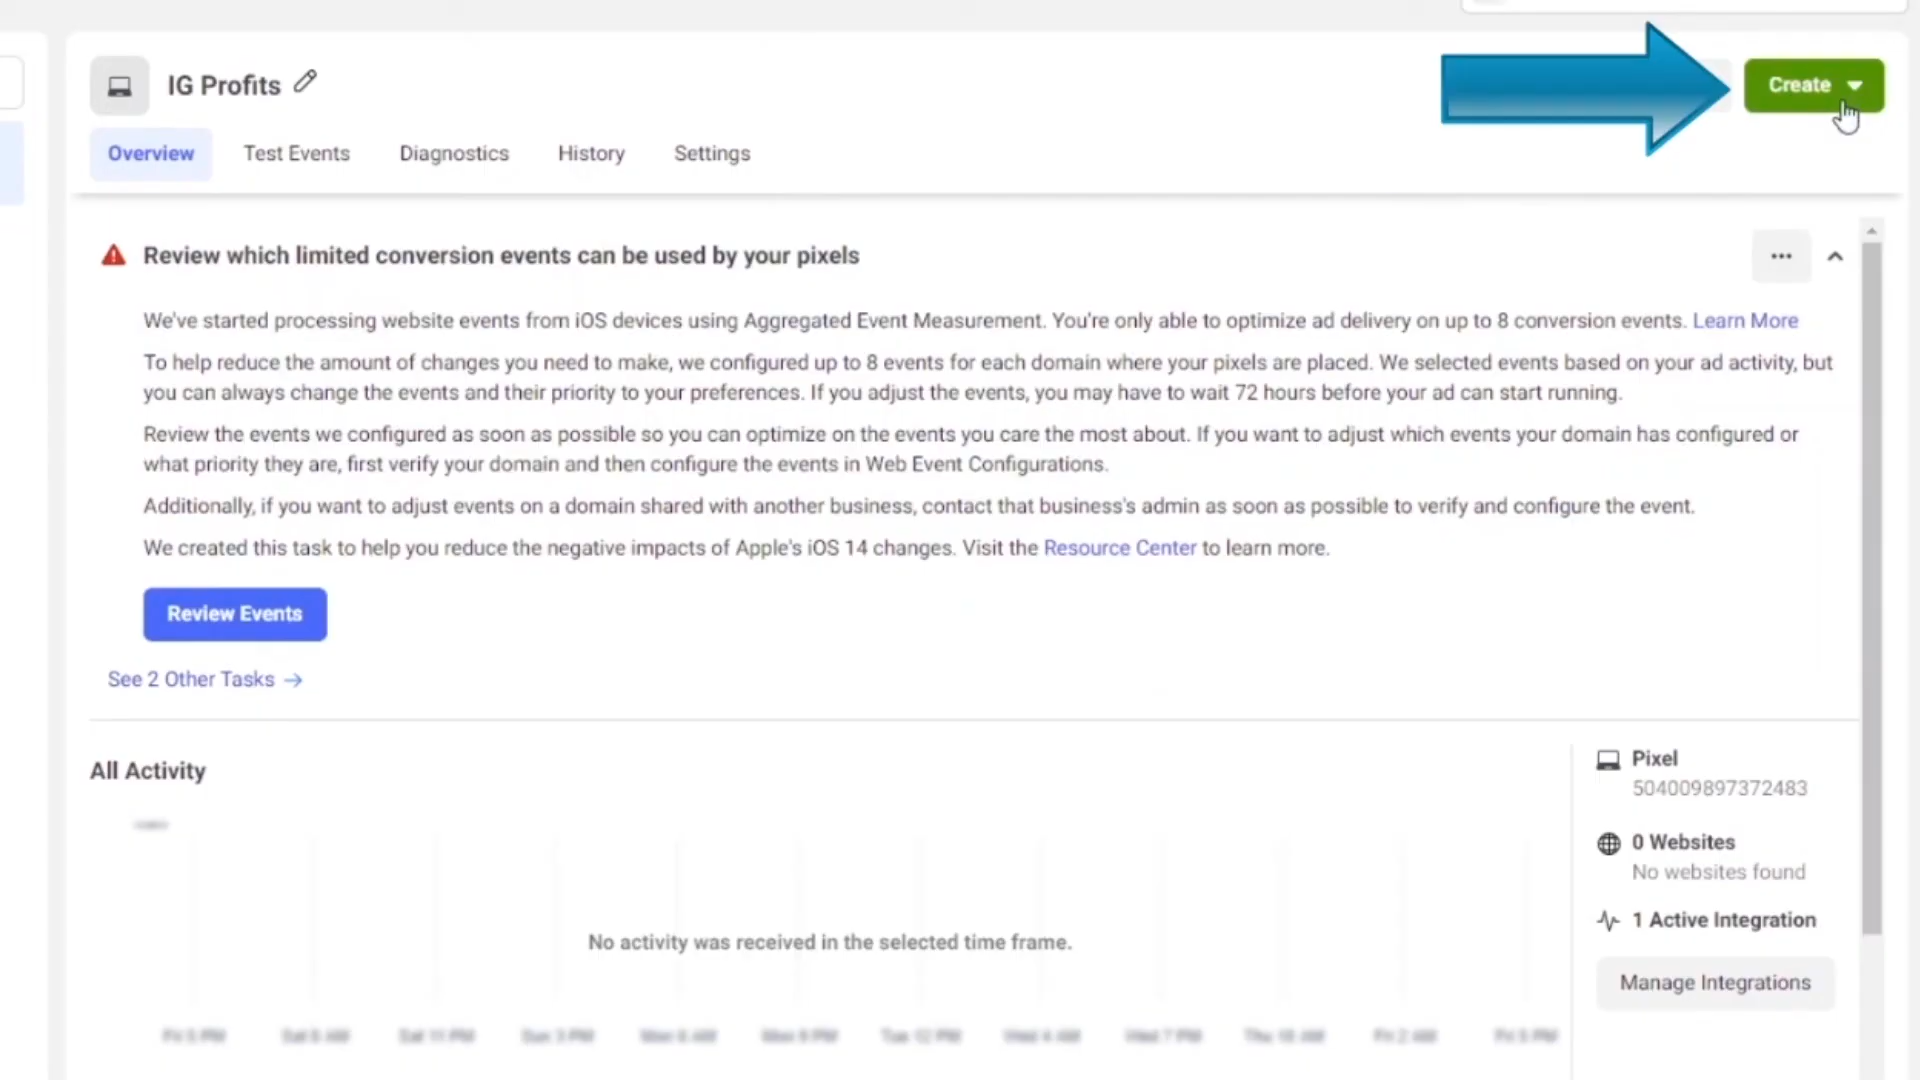 IG Profits
Create
Overview
Test Events
Diagnostics
History
Settings
Review which limited conversion events can be used by your pixels
...
We've started processing website events from iOS devices using Aggregated Event Measurement. You're only able to optimize ad delivery on up to 8 conversion events. Learn More
To help reduce the amount of changes you need to make, we configured up to 8 events for each domain where your pixels are placed. We selected events based on your ad activity, but
you can always change the events and their priority to your preferences. If you adjust the events, you may have to wait 72 hours before your ad can start running.
Review the events we configured as soon as possible so you can optimize on the events you care the most about. If you want to adjust which events your domain has configured or
what priority they are, first verify your domain and then configure the events in Web Event Configurations.
Additionally, if you want to adjust events on a domain shared with another business, contact that business's admin as soon as possible to verify and configure the event.
We created this task to help you reduce the negative impacts of Apple's iOS 14 changes. Visit the Resource Center to learn more.
Review Events
See 2 Other Tasks →
All Activity
No activity was received in the selected time frame.
Pixel
504009897372483
0 Websites
No websites found
1 Active Integration
Manage Integrations